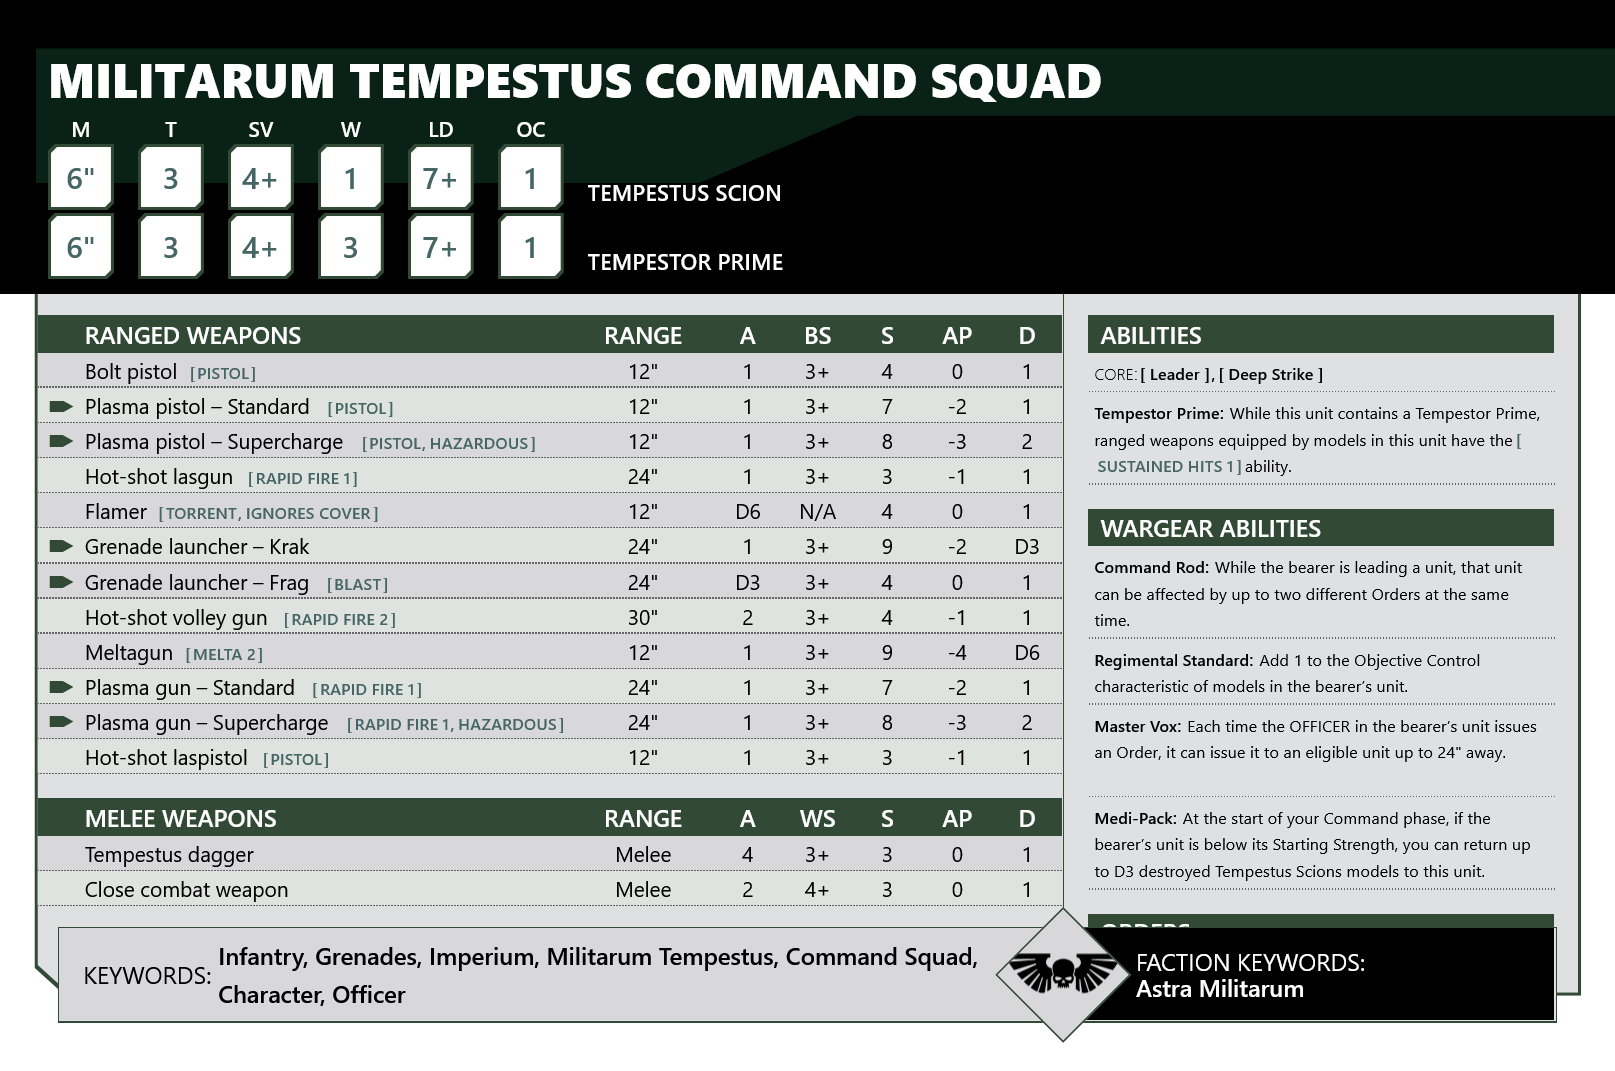 MILITARUM TEMPESTUS COMMAND SQUAD
M T SV W LD OC
6" 3 4+ 1 7+ 1 TEMPESTUS SCION
6" 3 4+ 3 7+ 1 TEMPESTOR PRIME
RANGED WEAPONS RANGE A BS S AP D
Bolt pistol [PISTOL] 12" 1 3+ 4 0 1
Plasma pistol – Standard [PISTOL] 12" 1 3+ 7 -2 1
Plasma pistol – Supercharge [PISTOL, HAZARDOUS] 12" 1 3+ 8 -3 2
Hot-shot lasgun [RAPID FIRE 1] 24" 1 3+ 3 -1 1
Flamer [TORRENT, IGNORES COVER] 12" D6 N/A 4 0 1
Grenade launcher – Krak 24" 1 3+ 9 -2 D3
Grenade launcher – Frag [BLAST] 24" D3 3+ 4 0 1
Hot-shot volley gun [RAPID FIRE 2] 30" 2 3+ 4 -1 1
Meltagun [MELTA 2] 12" 1 3+ 9 -4 D6
Plasma gun – Standard [RAPID FIRE 1] 24" 1 3+ 7 -2 1
Plasma gun – Supercharge [RAPID FIRE 1, HAZARDOUS] 24" 1 3+ 8 -3 2
Hot-shot laspistol [PISTOL] 12" 1 3+ 3 -1 1
MELEE WEAPONS RANGE A WS S AP D
Tempestus dagger Melee 4 3+ 3 0 1
Close combat weapon Melee 2 4+ 3 0 1
ABILITIES
CORE: [ Leader ], [ Deep Strike ]
Tempestor Prime: While this unit contains a Tempestor Prime,
ranged weapons equipped by models in this unit have the [
SUSTAINED HITS 1] ability.
WARGEAR ABILITIES
Command Rod: While the bearer is leading a unit, that unit
can be affected by up to two different Orders at the same
time.
Regimental Standard: Add 1 to the Objective Control
characteristic of models in the bearer's unit.
Master Vox: Each time the OFFICER in the bearer's unit issues
an Order, it can issue it to an eligible unit up to 24" away.
Medi-Pack: At the start of your Command phase, if the
bearer's unit is below its Starting Strength, you can return up
to D3 destroyed Tempestus Scions models to this unit.
ORDERS
KEYWORDS: Infantry, Grenades, Imperium, Militarum Tempestus, Command Squad,
Character, Officer
FACTION KEYWORDS:
Astra Militarum